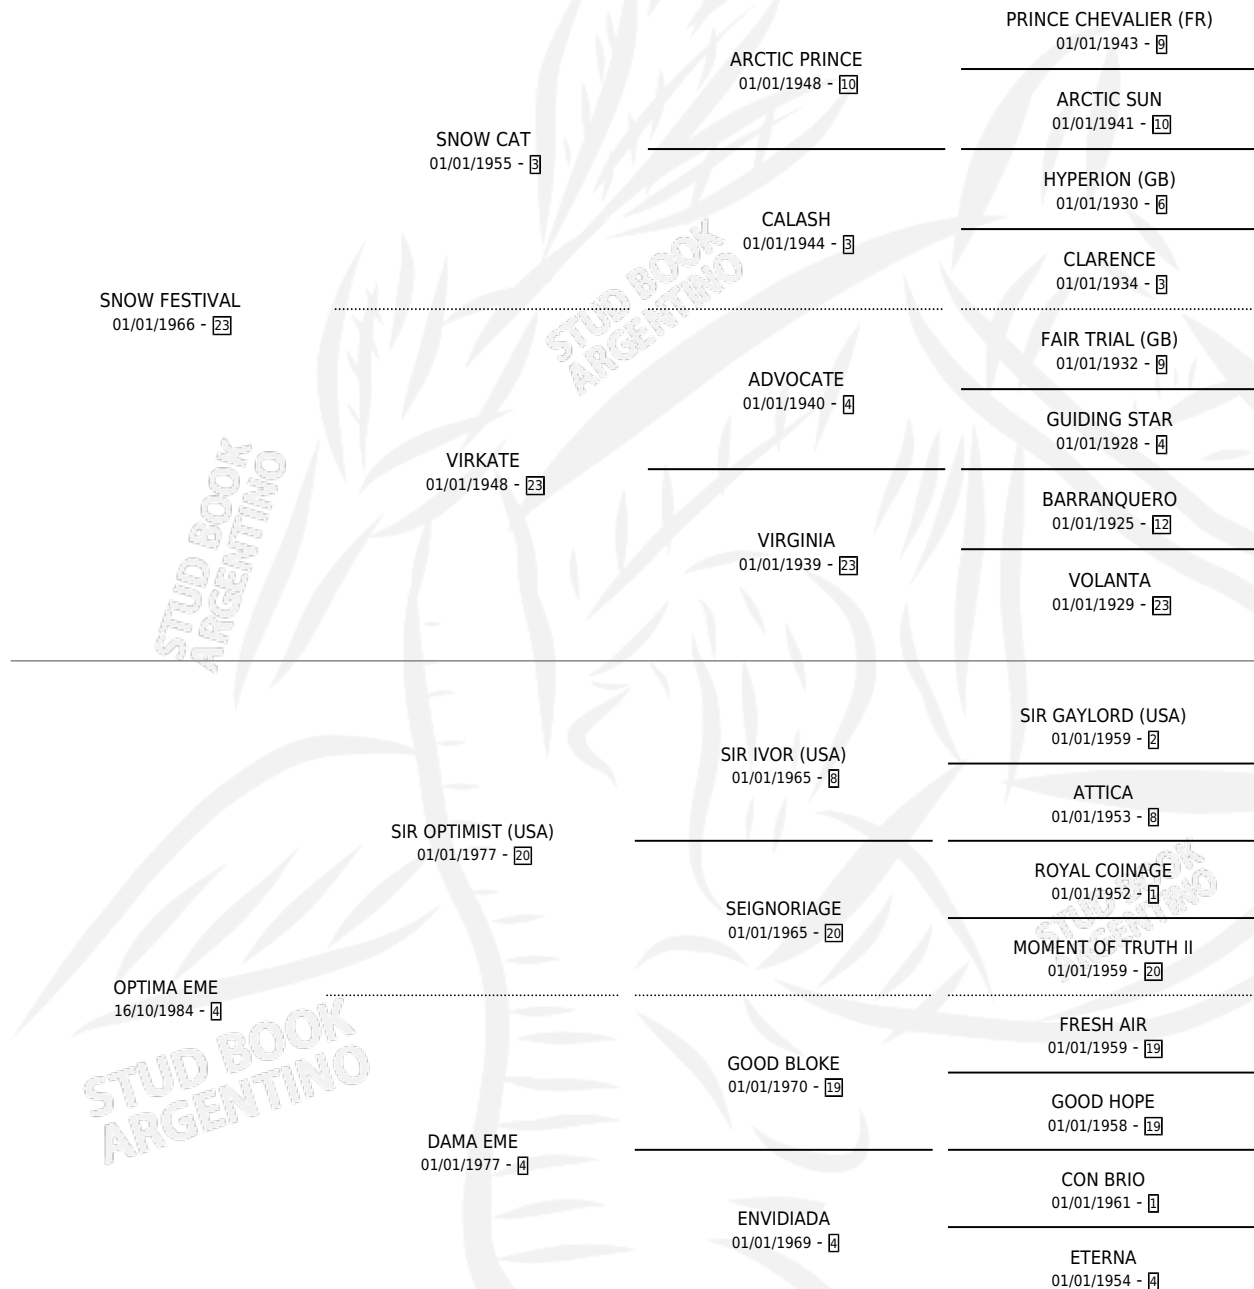 PRINCE CHEVALIER (FR)
01/01/1943 - 9
ARCTIC PRINCE
01/01/1948 - 10
ARCTIC SUN
01/01/1941 - 10
SNOW CAT
01/01/1955 - 3
HYPERION (GB)
01/01/1930 - 6
CALASH
01/01/1944 - 3
CLARENCE
01/01/1934 - 3
SNOW FESTIVAL
01/01/1966 - 23
FAIR TRIAL (GB)
01/01/1932 - 9
ADVOCATE
01/01/1940 - 4
GUIDING STAR
01/01/1928 - 4
VIRKATE
01/01/1948 - 23
BARRANQUERO
01/01/1925 - 12
VIRGINIA
01/01/1939 - 23
VOLANTA
01/01/1929 - 23
SIR GAYLORD (USA)
01/01/1959 - 2
SIR IVOR (USA)
01/01/1965 - 8
ATTICA
01/01/1953 - 8
SIR OPTIMIST (USA)
01/01/1977 - 20
ROYAL COINAGE
01/01/1952 - 1
SEIGNORIAGE
01/01/1965 - 20
MOMENT OF TRUTH II
01/01/1959 - 20
OPTIMA EME
16/10/1984 - 4
FRESH AIR
01/01/1959 - 19
GOOD BLOKE
01/01/1970 - 19
GOOD HOPE
01/01/1958 - 19
DAMA EME
01/01/1977 - 4
CON BRIO
01/01/1961 - 1
ENVIDIADA
01/01/1969 - 4
ETERNA
01/01/1954 - 4
STUD BOOK
ARGENTINO
STUD BOOK
ARGENTINO
STUD BOOK
ARGENTINO
STUD BOOK
ARGENTINO